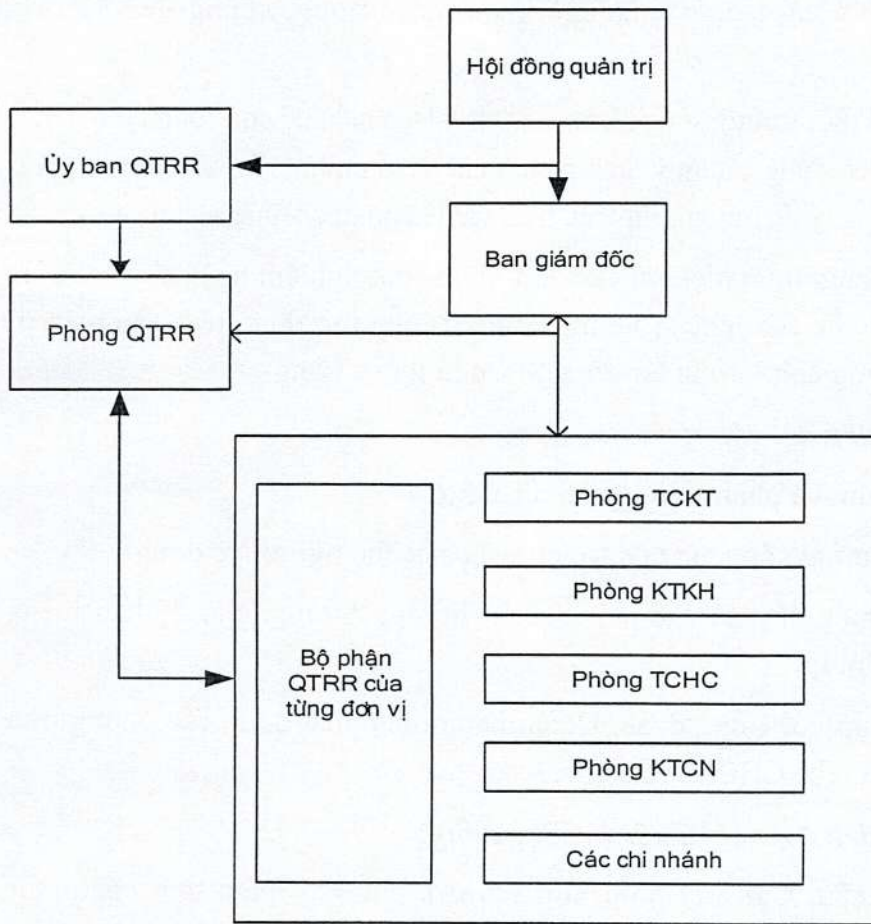 Hội đồng quản trị
Ủy ban QTRR
Ban giám đốc
Phòng QTRR
Phòng TCKT
Phòng KTKH
Bộ phận
QTRR của
từng đơn vị
Phòng TCHC
Phòng KTCN
Các chi nhánh